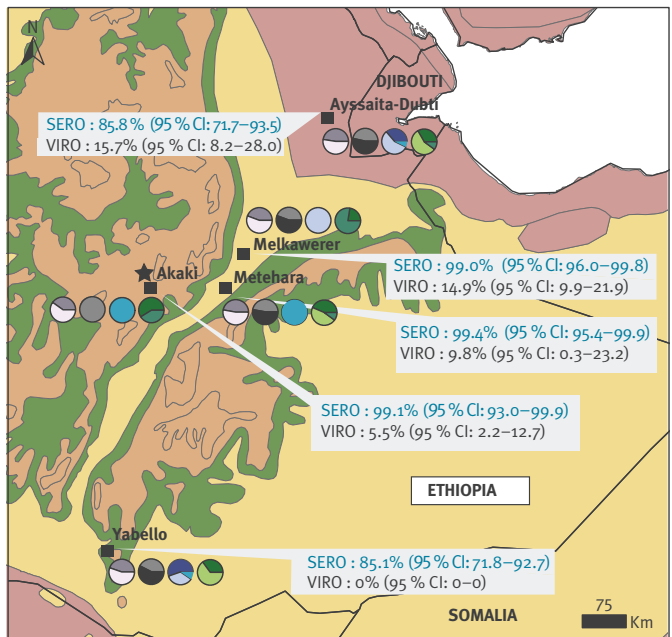 N
DJIBOUTI
Ayssaita-Dubti
SERO : 85.8% (95 % CI: 71.7–93.5)
VIRO : 15.7% (95 % CI: 8.2–28.0)
Melkawerer
SERO : 99.0% (95 % CI: 96.0–99.8)
VIRO : 14.9% (95 % CI: 9.9–21.9)
Akaki
Metehara
SERO : 99.4% (95 % CI: 95.4–99.9)
VIRO : 9.8% (95 % CI: 0.3–23.2)
SERO : 99.1% (95 % CI: 93.0–99.9)
VIRO : 5.5% (95 % CI: 2.2–12.7)
ETHIOPIA
Yabello
SERO : 85.1% (95 % CI: 71.8–92.7)
VIRO : 0% (95 % CI: 0–0)
SOMALIA
75
Km